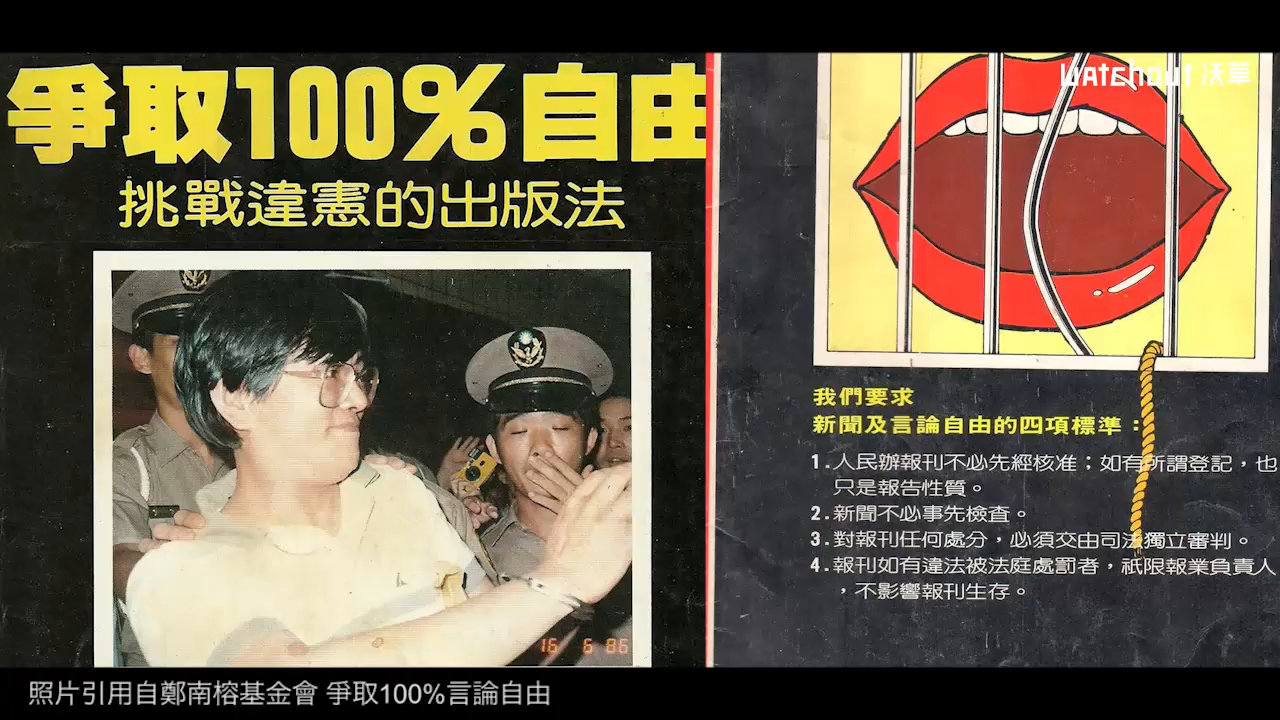 爭取100%自由
挑戰違憲的出版法
16 6 86
watchout 沃草
我們要求
新聞及言論自由的四項標準：
1.人民辦報刊不必先經核准；如有所謂登記，也
只是報告性質。
2.新聞不必事先檢查。
3.對報刊任何處分，必須交由司法獨立審判。
4.報刊如有違法被法庭處罰者，祇限報業負責人
，不影響報刊生存。
照片引用自鄭南榕基金會 爭取100%言論自由